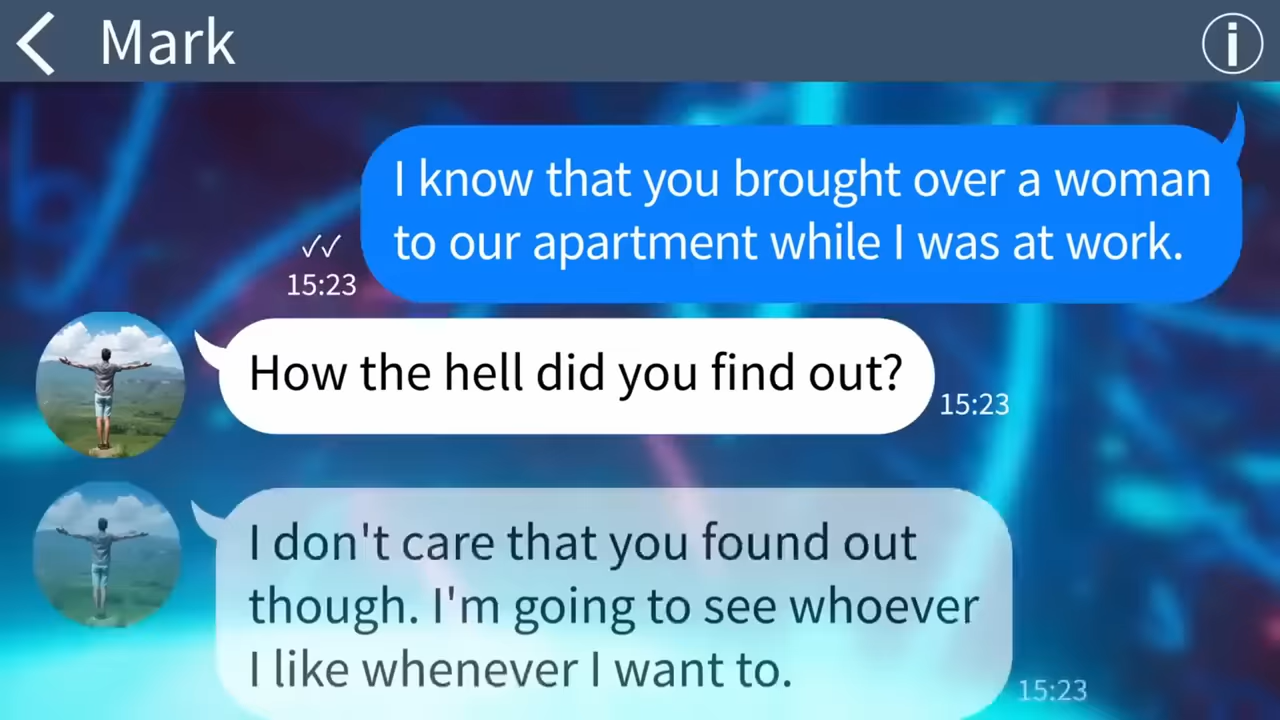 Mark
I know that you brought over a woman
to our apartment while I was at work.
15:23
How the hell did you find out?
15:23
I don't care that you found out
though. I'm going to see whoever
I like whenever I want to.
15:23